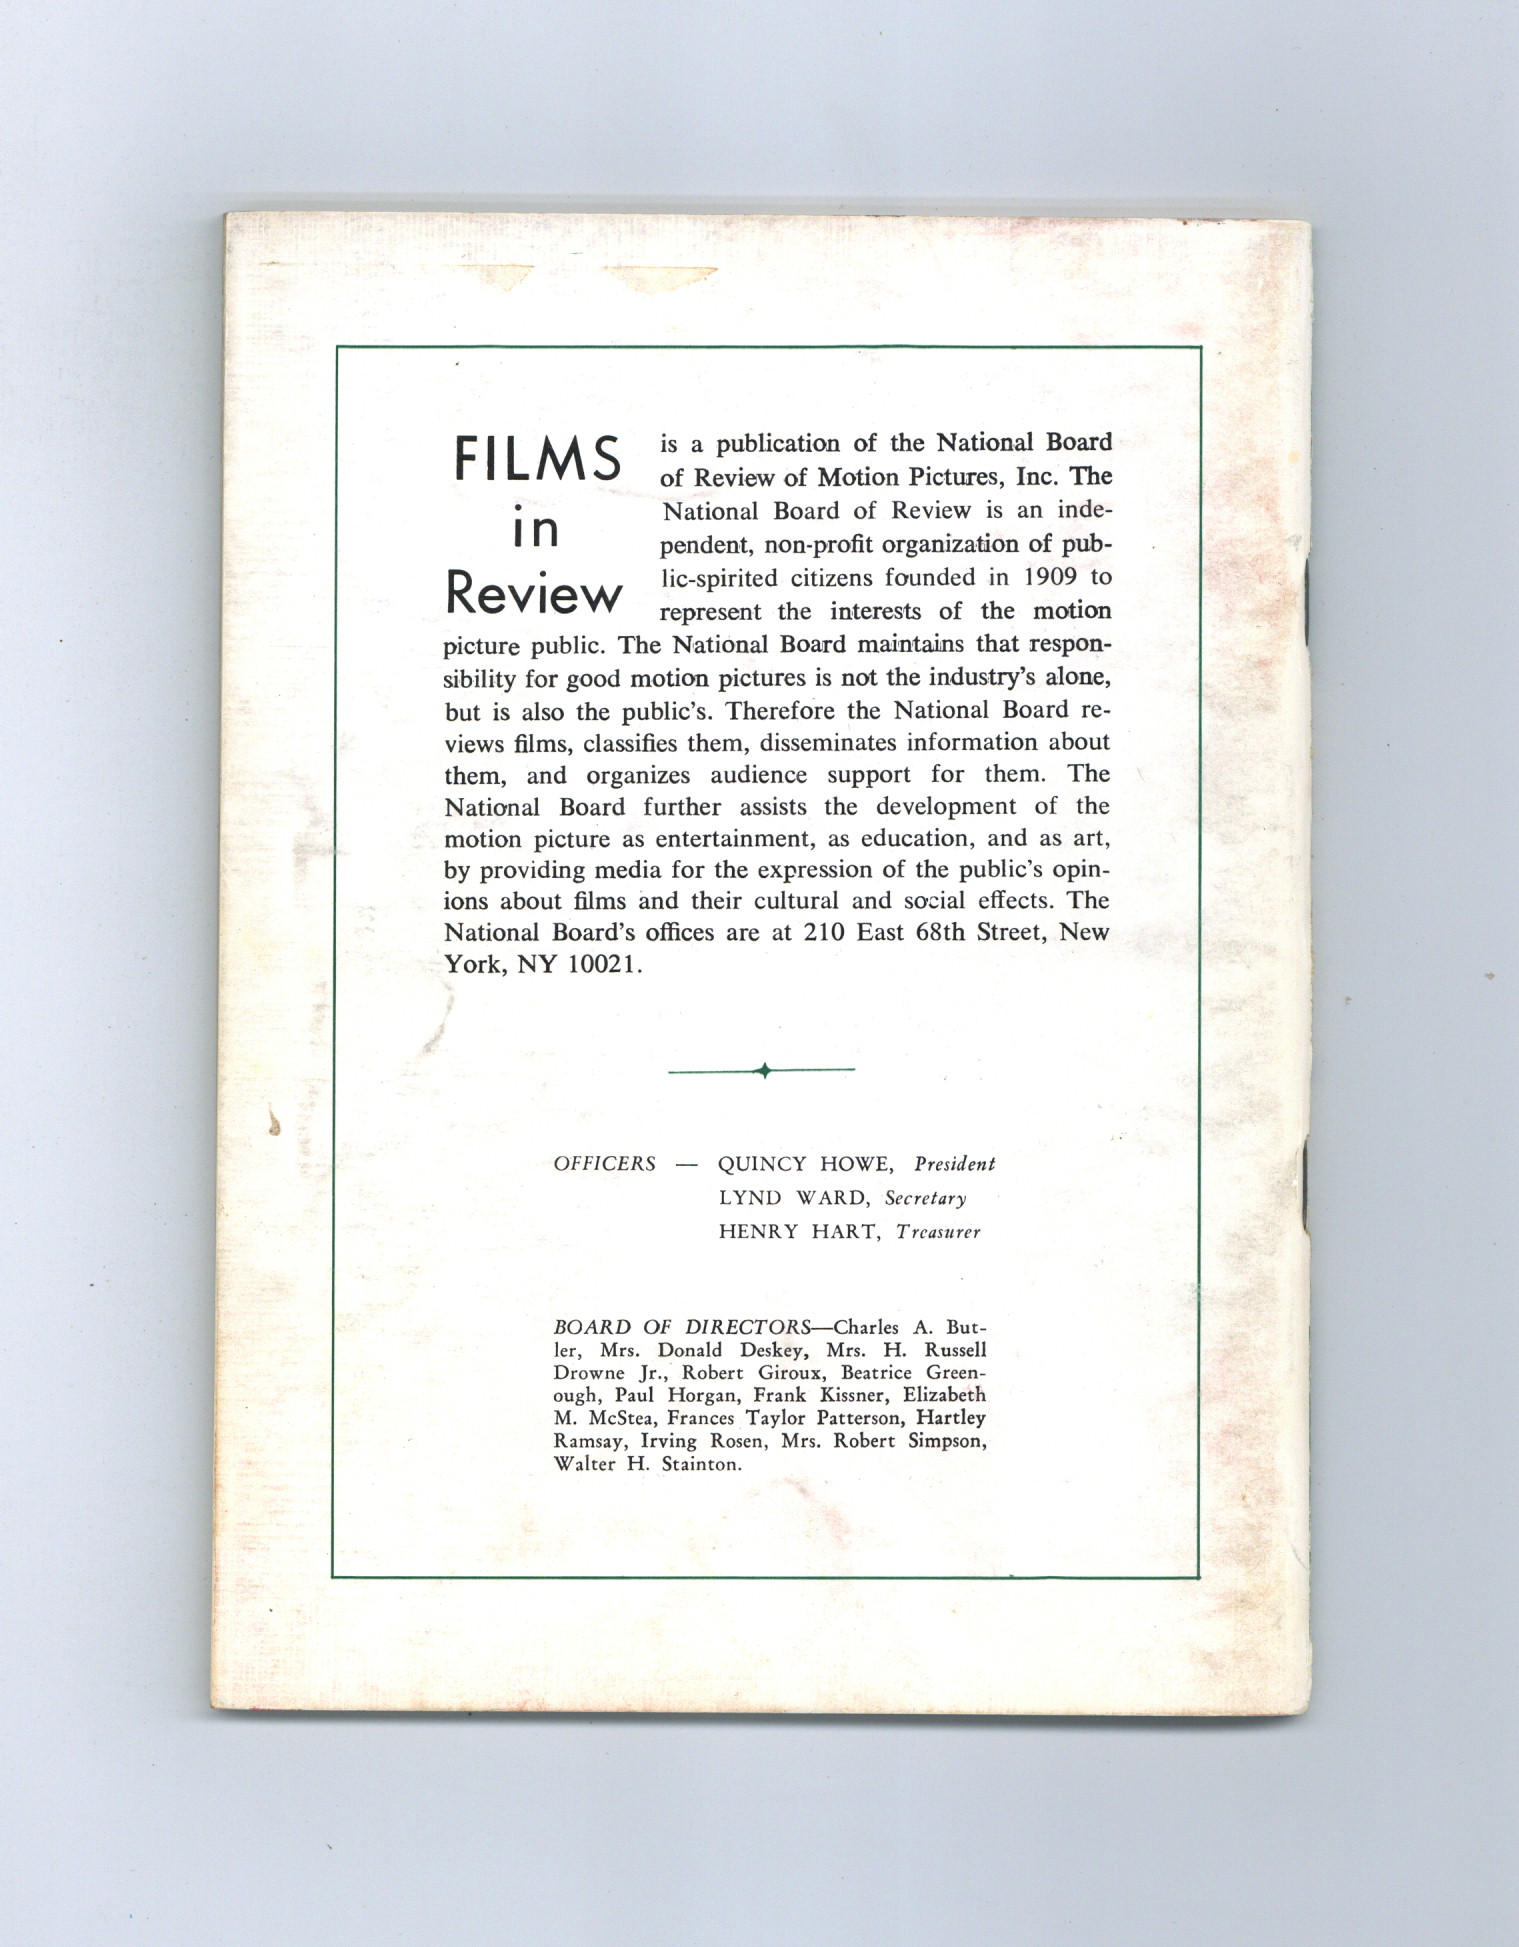 FILMS
in
Review
is a publication of the National Board
of Review of Motion Pictures, Inc. The
National Board of Review is an inde-
pendent, non-profit organization of pub-
lic-spirited citizens founded in 1909 to
represent the interests of the motion
picture public. The National Board maintains that respon-
sibility for good motion pictures is not the industry's alone,
but is also the public's. Therefore the National Board re-
views films, classifies them, disseminates information about
them, and organizes audience support for them. The
National Board further assists the development of the
motion picture as entertainment, as education, and as art,
by providing media for the expression of the public's opin-
ions about films and their cultural and social effects. The
National Board's offices are at 210 East 68th Street, New
York, NY 10021.
OFFICERS — QUINCY HOWE, President
LYND WARD, Secretary
HENRY HART, Treasurer
BOARD OF DIRECTORS—Charles A. But-
ler, Mrs. Donald Deskey, Mrs. H. Russell
Drowne Jr., Robert Giroux, Beatrice Green-
ough, Paul Horgan, Frank Kissner, Elizabeth
M. McStea, Frances Taylor Patterson, Hartley
Ramsay, Irving Rosen, Mrs. Robert Simpson,
Walter H. Stainton.